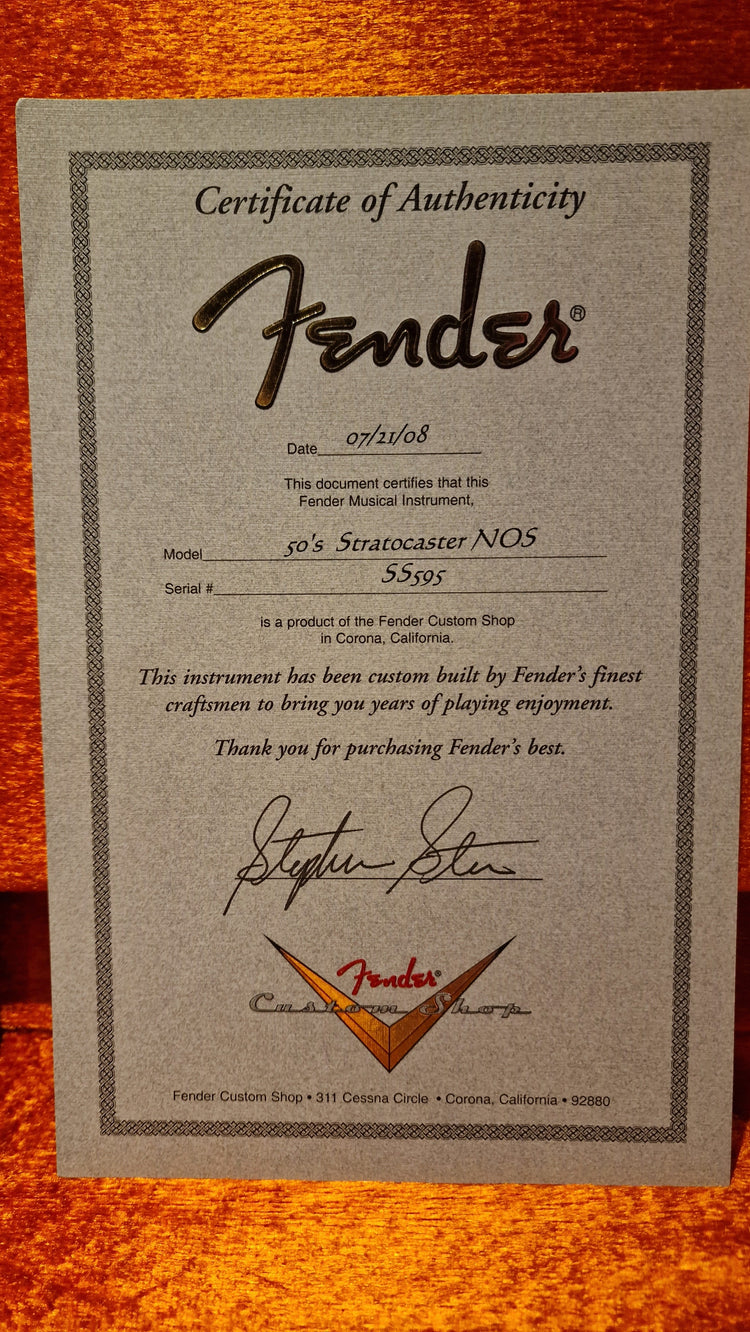 Certificate of Authenticity
Fender®
Date 07/21/08
This document certifies that this
Fender Musical Instrument,
Model 50's Stratocaster NOS
Serial # SS595
is a product of the Fender Custom Shop
in Corona, California.
This instrument has been custom built by Fender's finest
craftsmen to bring you years of playing enjoyment.
Thank you for purchasing Fender's best.
Stephen Stern
Fender®
Custom Shop
Fender Custom Shop • 311 Cessna Circle • Corona, California • 92880